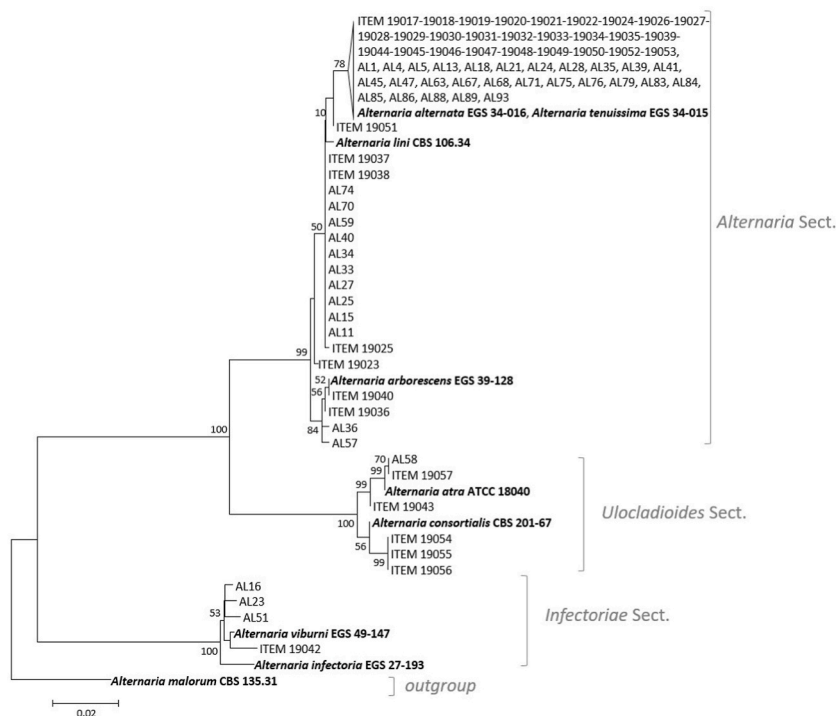 ITEM 19017-19018-19019-19020-19021-19022-19024-19026-19027-
19028-19029-19030-19031-19032-19033-19034-19035-19039-
19044-19045-19046-19047-19048-19049-19050-19052-19053,
AL1, AL4, AL5, AL13, AL18, AL21, AL24, AL28, AL35, AL39, AL41,
AL45, AL47, AL63, AL67, AL68, AL71, AL75, AL76, AL79, AL83, AL84,
AL85, AL86, AL88, AL89, AL93
78
Alternaria alternata EGS 34-016, Alternaria tenuissima EGS 34-015
10
ITEM 19051
Alternaria lini CBS 106.34
ITEM 19037
ITEM 19038
AL74
AL70
AL59
50
AL40
AL34
AL33
AL27
AL25
AL15
AL11
ITEM 19025
99
ITEM 19023
Alternaria Sect.
52
Alternaria arborescens EGS 39-128
56
ITEM 19040
ITEM 19036
84
AL36
AL57
100
70
AL58
99
ITEM 19057
99
Alternaria atra ATCC 18040
ITEM 19043
100
Alternaria consortialis CBS 201-67
ITEM 19054
56
ITEM 19055
99
ITEM 19056
Ulocladioides Sect.
AL16
AL23
53
AL51
Alternaria viburni EGS 49-147
100
ITEM 19042
Alternaria infectoria EGS 27-193
Infectoriae Sect.
Alternaria malorum CBS 135.31
outgroup
0.02